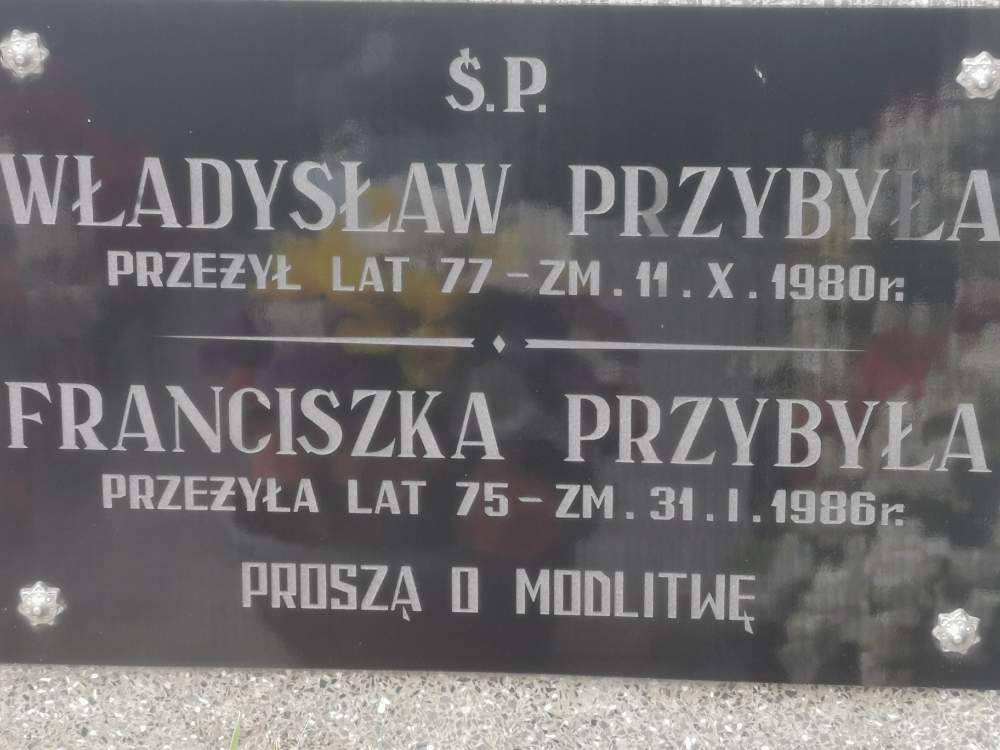 Ś.P.
WŁADYSŁAW PRZYBYŁA
PRZEŻYŁ LAT 77 - ZM. 11. X. 1980r.
FRANCISZKA PRZYBYŁA
PRZEŻYŁA LAT 75 - ZM. 31. I. 1986r.
PROSZĄ O MODLITWĘ